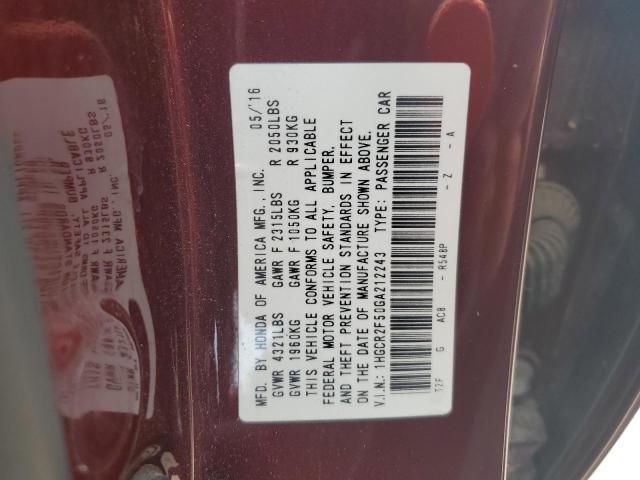 MFD. BY HONDA OF AMERICA MFG., INC. 05/'16
GVWR 4321LBS GAWR F 2315LBS R 2050LBS
GVWR 1960KG GAWR F 1050KG R 930KG
THIS VEHICLE CONFORMS TO ALL APPLICABLE
FEDERAL MOTOR VEHICLE SAFETY, BUMPER,
AND THEFT PREVENTION STANDARDS IN EFFECT
ON THE DATE OF MANUFACTURE SHOWN ABOVE.
V.I.N.: 1HGCR2F50GA212243 TYPE: PASSENGER CAR
T2F G AC8 - R548P - Z - A